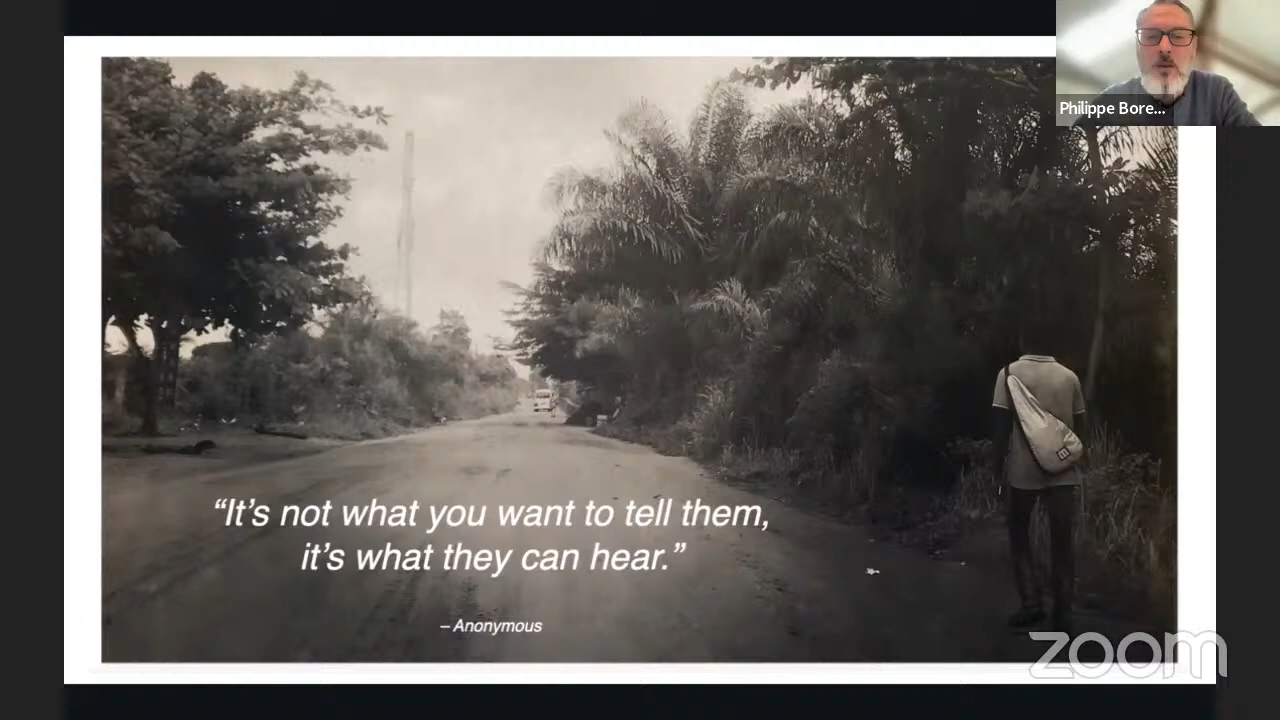 Philippe Bore...
“It’s not what you want to tell them,
it’s what they can hear.”
– Anonymous
zoom